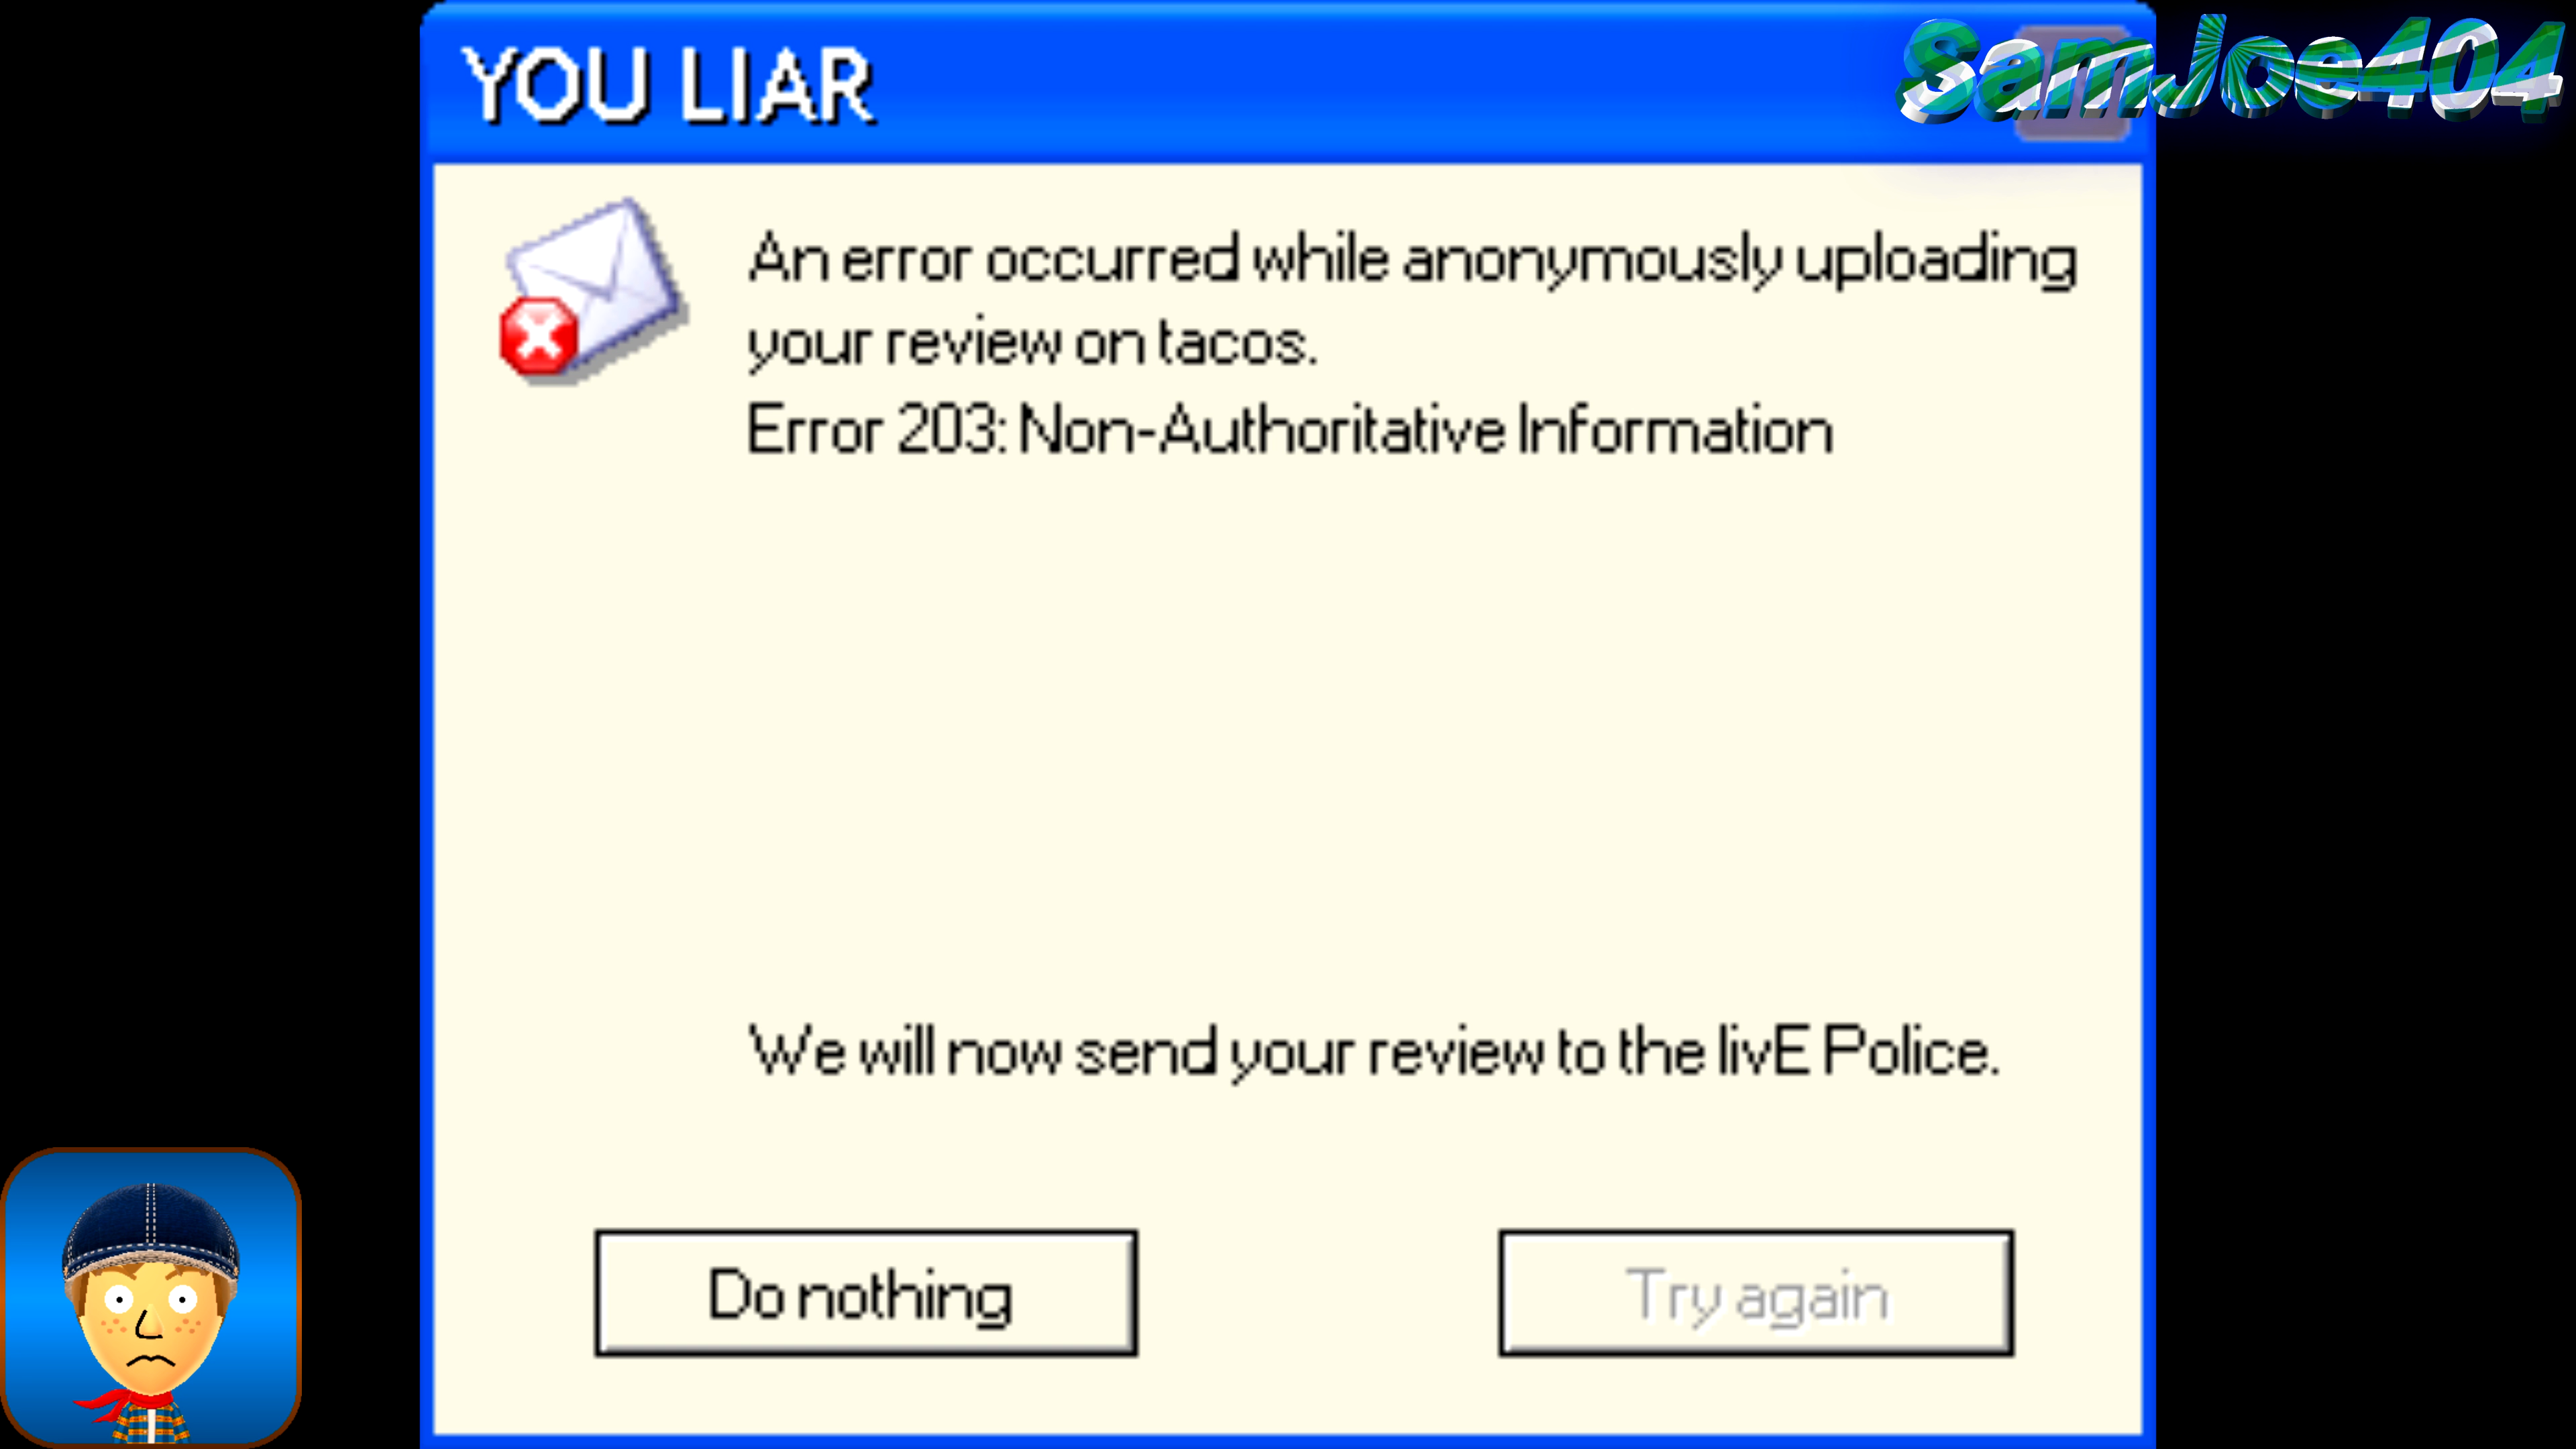 YOU LIAR
SamJoe404
An error occurred while anonymously uploading
your review on tacos.
Error 203: Non-Authoritative Information
We will now send your review to the livE Police.
Do nothing
Try again